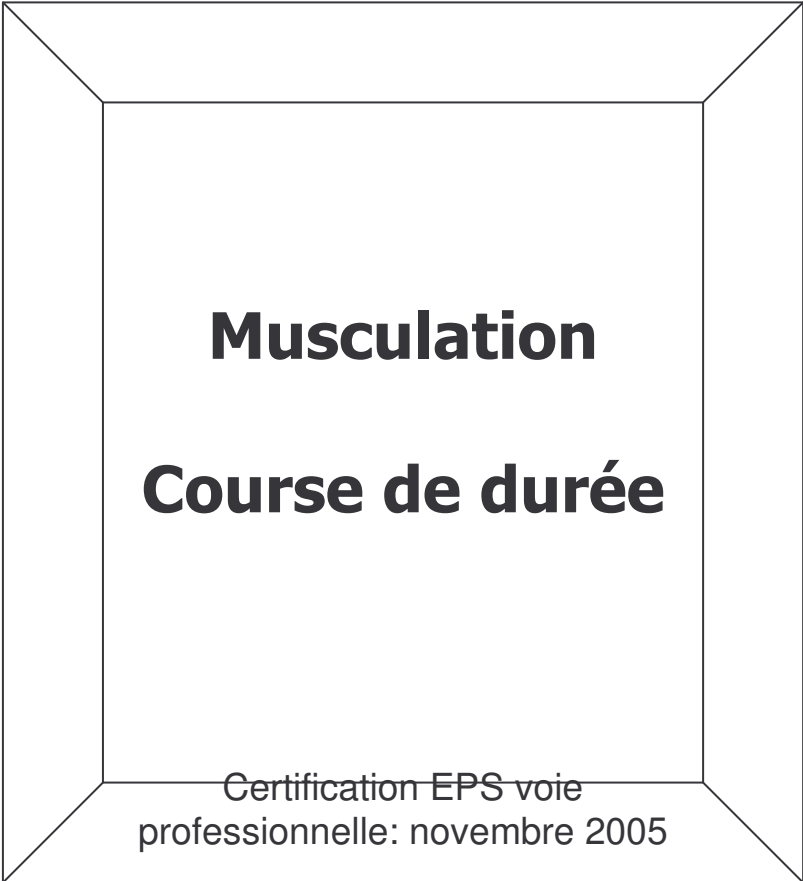 Musculation
Course de durée
Certification EPS voie
professionnelle: novembre 2005